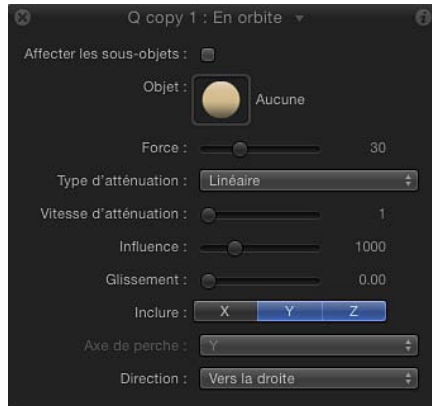 Q copy 1 : En orbite
Affecter les sous-objets :
Objet : Aucune
Force : 30
Type d'atténuation : Linéaire
Vitesse d'atténuation : 1
Influence : 1000
Glissement : 0.00
Inclure : X Y Z
Axe de perche : Y
Direction : Vers la droite